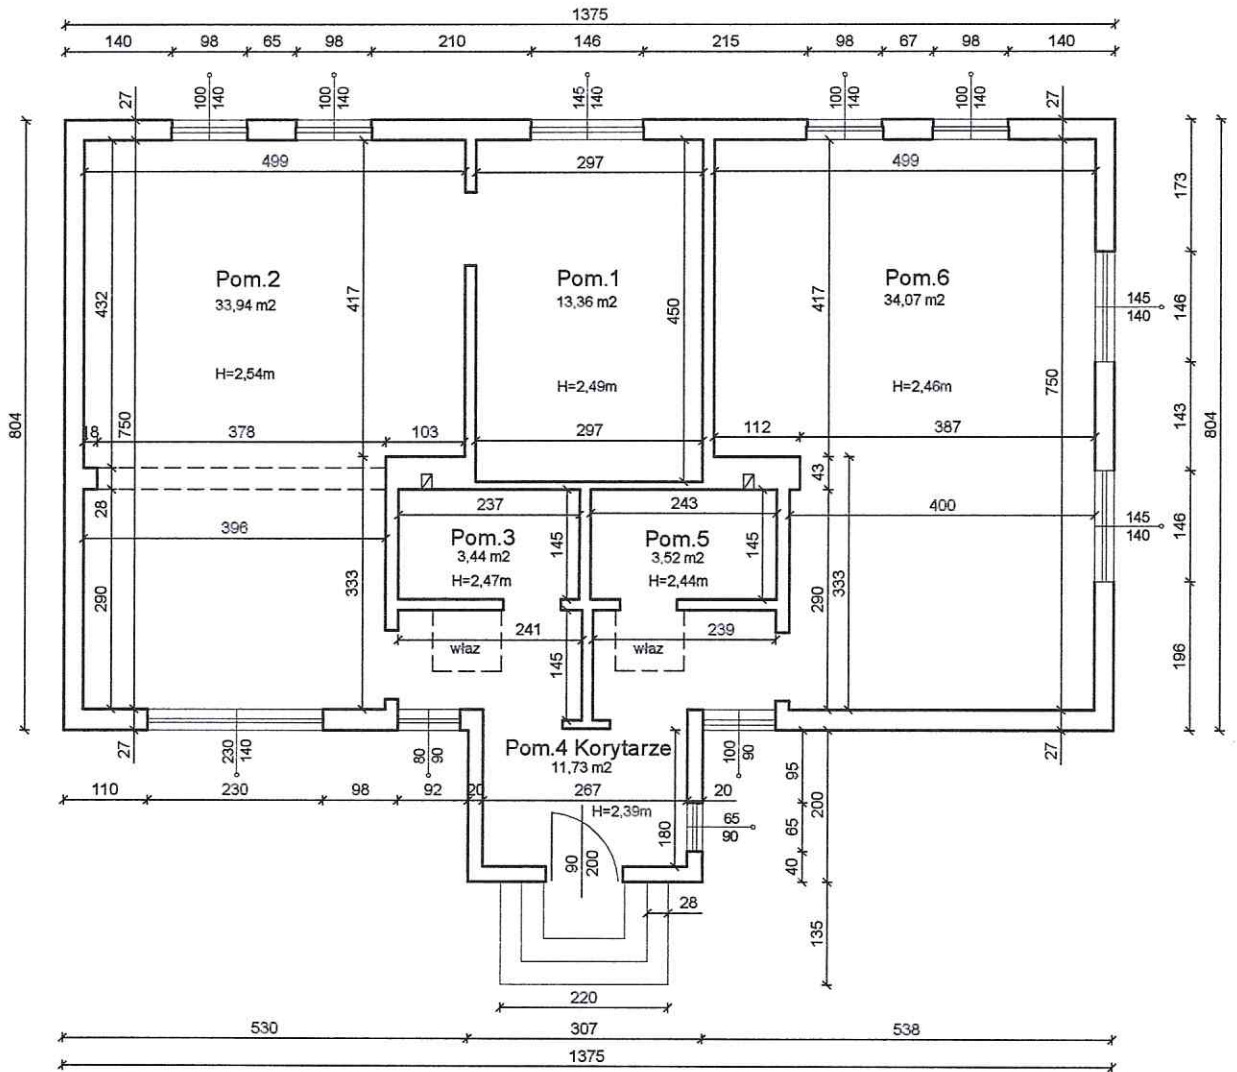 1375
140 98 65 98 210 146 215 98 67 98 140
27 100 140 100 140 145 140 100 140 100 140 27
499 297 499
173
Pom.2 Pom.1 Pom.6
33,94 m2 13,36 m2 34,07 m2
432 417 450 417 145 140 146
H=2,54m H=2,49m H=2,46m
750 750
804 143 804
18 378 103 297 112 387
43
28 237 243 400
396 145 140 146
Pom.3 Pom.5
3,44 m2 145 3,52 m2 145
H=2,47m H=2,44m
290 333 290 333
241 239
właz właz
145 196
27 230 140 80 90 Pom.4 Korytarze 100 90 27
11,73 m2
110 230 98 92 20 267 20 95 200
H=2,39m
180 65 90 65
90 200 40
28
135
220
530 307 538
1375